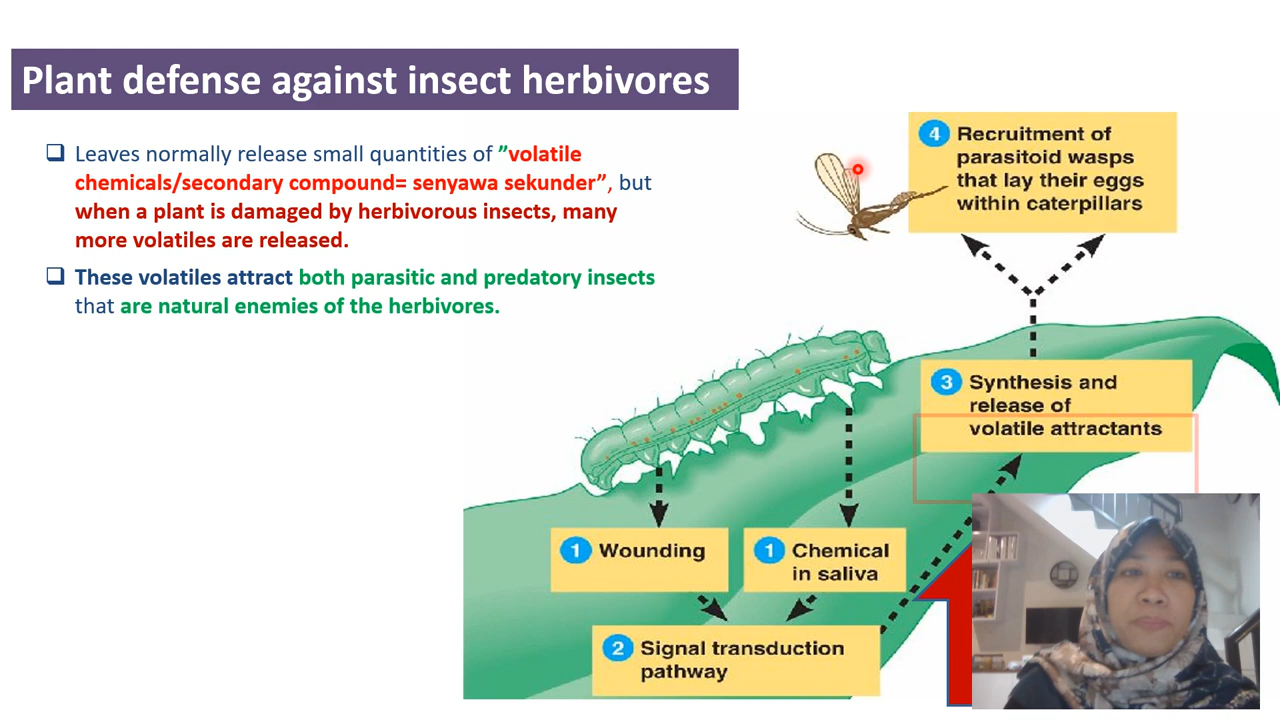 Plant defense against insect herbivores
Leaves normally release small quantities of ”volatile
chemicals/secondary compound= senyawa sekunder”, but
when a plant is damaged by herbivorous insects, many
more volatiles are released.
These volatiles attract both parasitic and predatory insects
that are natural enemies of the herbivores.
4 Recruitment of
parasitoid wasps
that lay their eggs
within caterpillars
3 Synthesis and
release of
volatile attractants
1 Wounding
1 Chemical
in saliva
2 Signal transduction
pathway